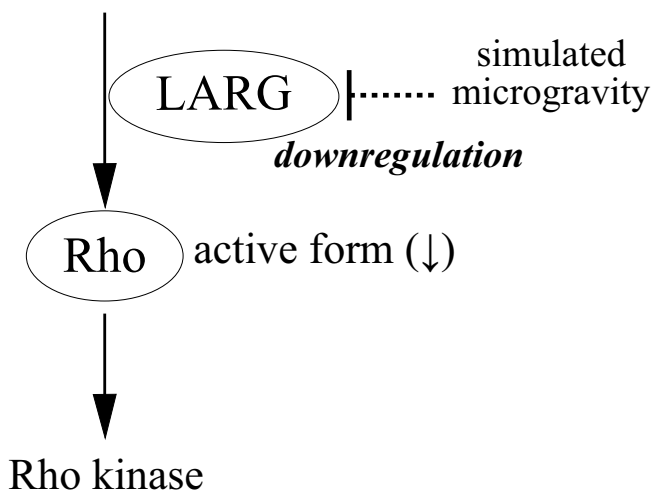 simulated
LARG
microgravity
downregulation
Rho
active form (↓)
Rho kinase